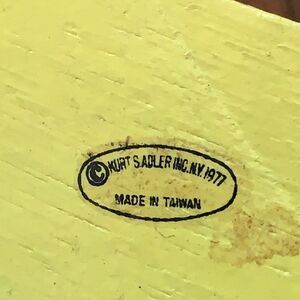 © KURT S. ADLER INC. N.Y. 1977
MADE IN TAIWAN